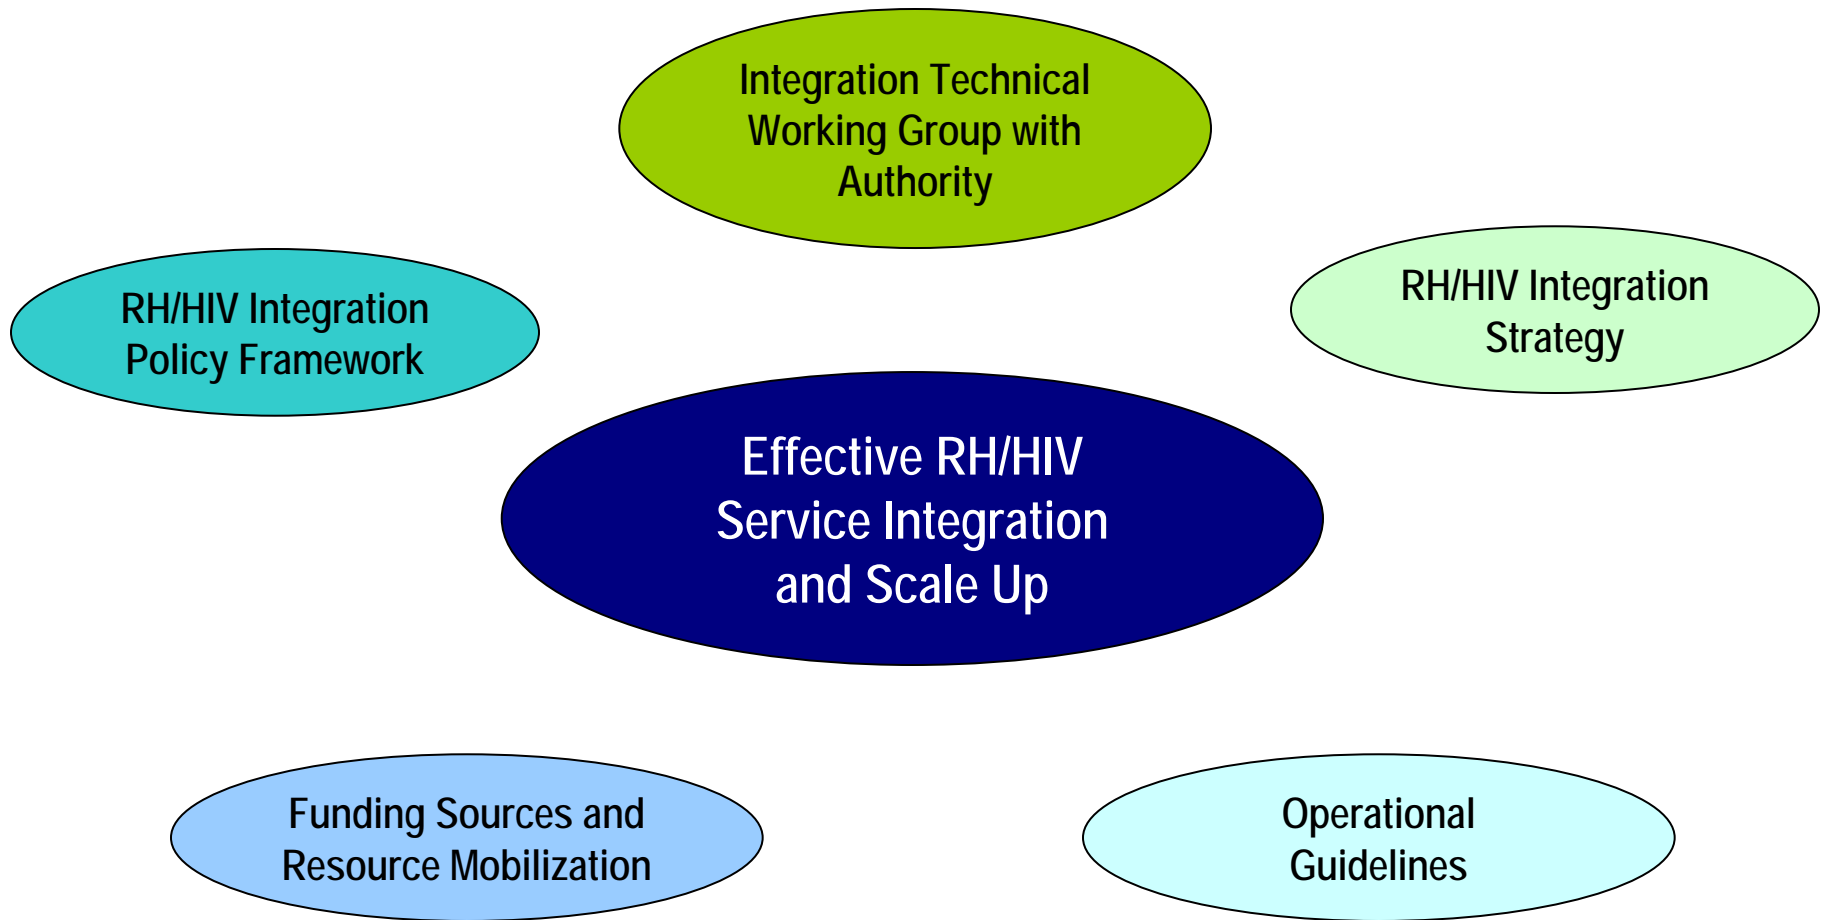 Integration Technical
Working Group with
Authority
RH/HIV Integration
Policy Framework
RH/HIV Integration
Strategy
Effective RH/HIV
Service Integration
and Scale Up
Funding Sources and
Resource Mobilization
Operational
Guidelines